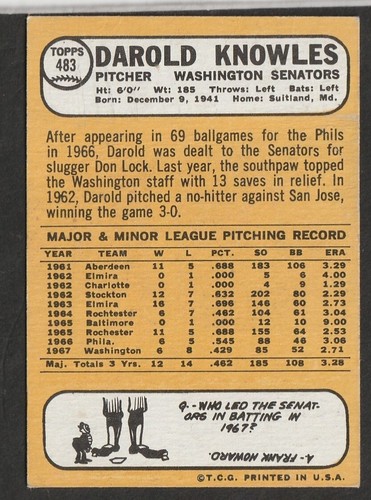 TOPPS
483
DAROLD KNOWLES
PITCHER WASHINGTON SENATORS
Ht: 6'0" Wt: 185 Throws: Left Bats: Left
Born: December 9, 1941 Home: Suitland, Md.
After appearing in 69 ballgames for the Phils
in 1966, Darold was dealt to the Senators for
slugger Don Lock. Last year, the southpaw topped
the Washington staff with 13 saves in relief. In
1962, Darold pitched a no-hitter against San Jose,
winning the game 3-0.
MAJOR & MINOR LEAGUE PITCHING RECORD
YEAR TEAM W L PCT. SO BB ERA
1961 Aberdeen 11 5 .688 183 106 3.29
1962 Elmira 0 1 .000 5 6 4.00
1962 Charlotte 0 1 .000 4 9 1.29
1962 Stockton 12 7 .632 202 80 2.29
1963 Elmira 16 7 .696 146 60 2.73
1964 Rochtester 6 7 .462 104 61 3.04
1965 Baltimore 0 1 .000 12 10 9.00
1965 Rochester 11 5 .688 155 64 2.53
1966 Phila. 6 5 .545 88 46 3.06
1967 Washington 6 8 .429 85 52 2.71
Maj. Totals 3 Yrs. 12 14 .462 185 108 3.28
Q--WHO LED THE SENAT-
ORS IN BATTING IN
1967?
A- FRANK HOWARD.
©T.C.G. PRINTED IN U.S.A.